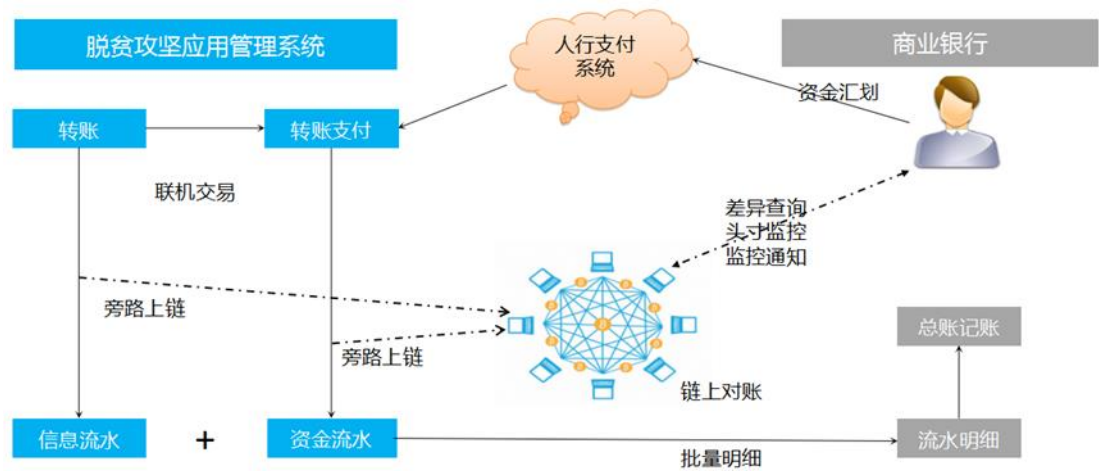 脱贫攻坚应用管理系统
人行支付
系统
商业银行
资金汇划
转账
转账支付
联机交易
差异查询
头寸监控
监控通知
旁路上链
旁路上链
总账记账
链上对账
信息流水
+
资金流水
流水明细
批量明细